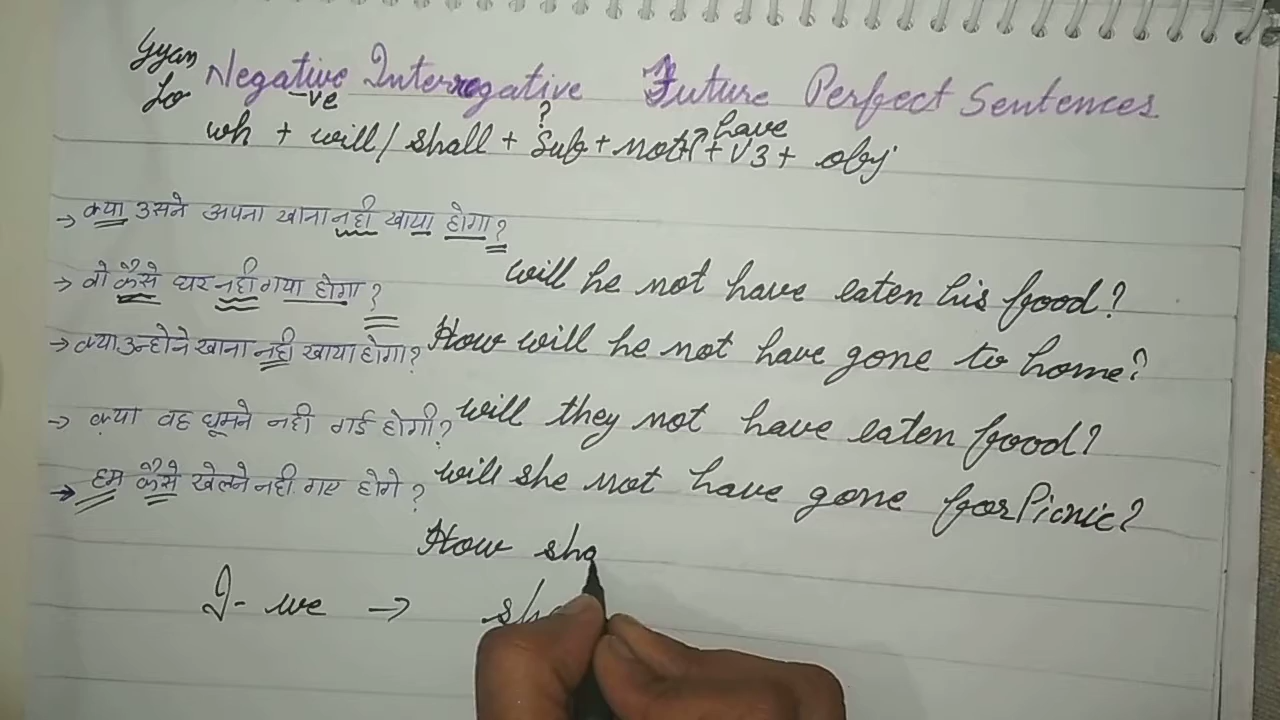 Gyan
Negative Interrogative Future Perfect Sentences
-ve ?
wh + will/shall + Sub + not + have + V3 + obj
→ क्या उसने अपना खाना नही खाया होगा?
will he not have eaten his food?
→ वो कैसे घर नही गया होगा?
How will he not have gone to home?
→ क्या उन्होने खाना नही खाया होगा?
will they not have eaten food?
→ क्या वह घूमने नही गई होगी?
will she not have gone for Picnic?
→ हम कैसे खेलने नही गए होगे?
How sha
I - we → sh